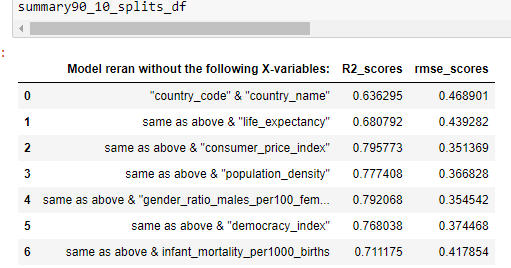 summary90_10_splits_df
:
Model reran without the following X-variables: R2_scores rmse_scores
0 "country_code" & "country_name" 0.636295 0.468901
1 same as above & "life_expectancy" 0.680792 0.439282
2 same as above & "consumer_price_index" 0.795773 0.351369
3 same as above & "population_density" 0.777408 0.366828
4 same as above & "gender_ratio_males_per100_fem... 0.792068 0.354542
5 same as above & "democracy_index" 0.768038 0.374468
6 same as above & infant_mortality_per1000_births 0.711175 0.417854